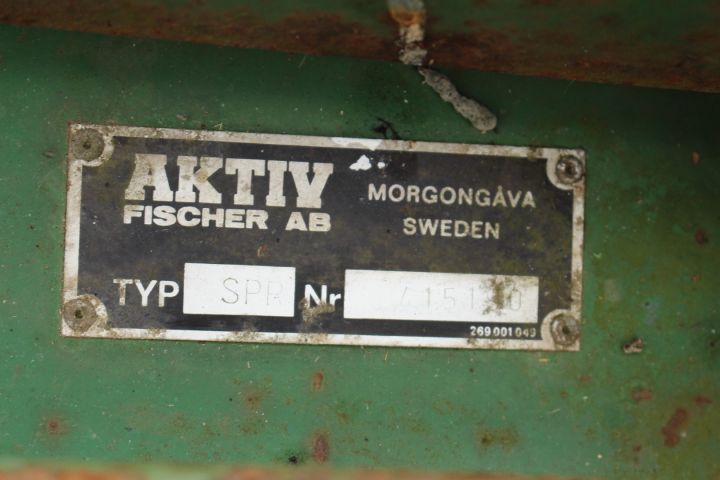 AKTIV
FISCHER AB
MORGONGÅVA
SWEDEN
TYP SPR Nr
269 001 049